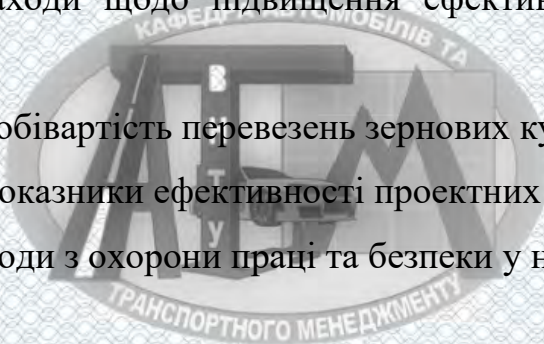 аходи щодо підвищення ефектив
КАФЕДРА АВТОМОБІЛІВ ТА
В
Н
Т
У
обівартість перевезень зернових ку
оказники ефективності проектних
оди з охорони праці та безпеки у н
ТРАНСПОРТНОГО МЕНЕДЖМЕНТУ